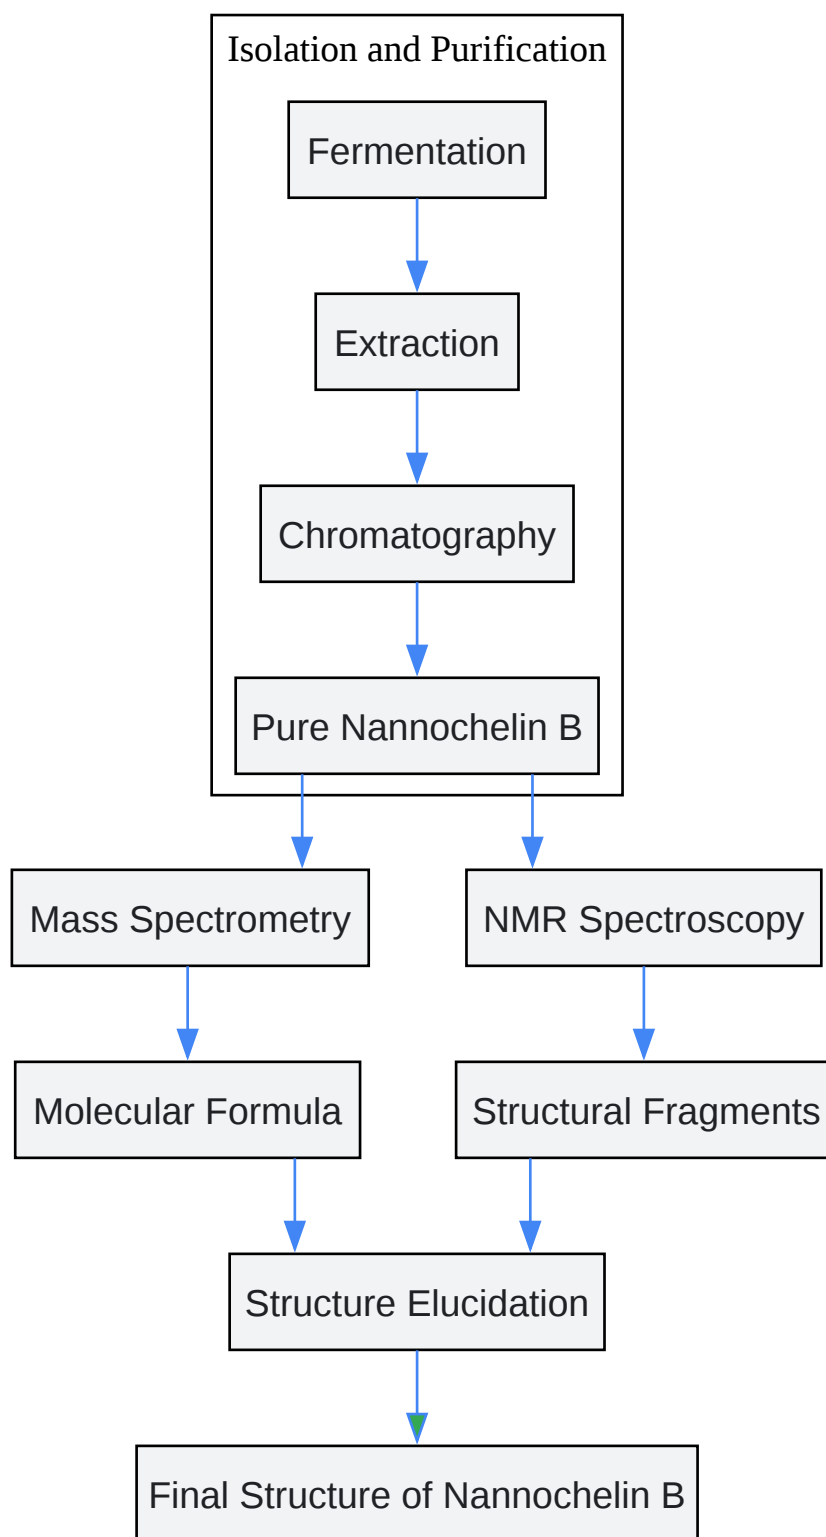 Isolation and Purification
Fermentation
Extraction
Chromatography
Pure Nannochelin B
Mass Spectrometry
NMR Spectroscopy
Molecular Formula
Structural Fragments
Structure Elucidation
Final Structure of Nannochelin B